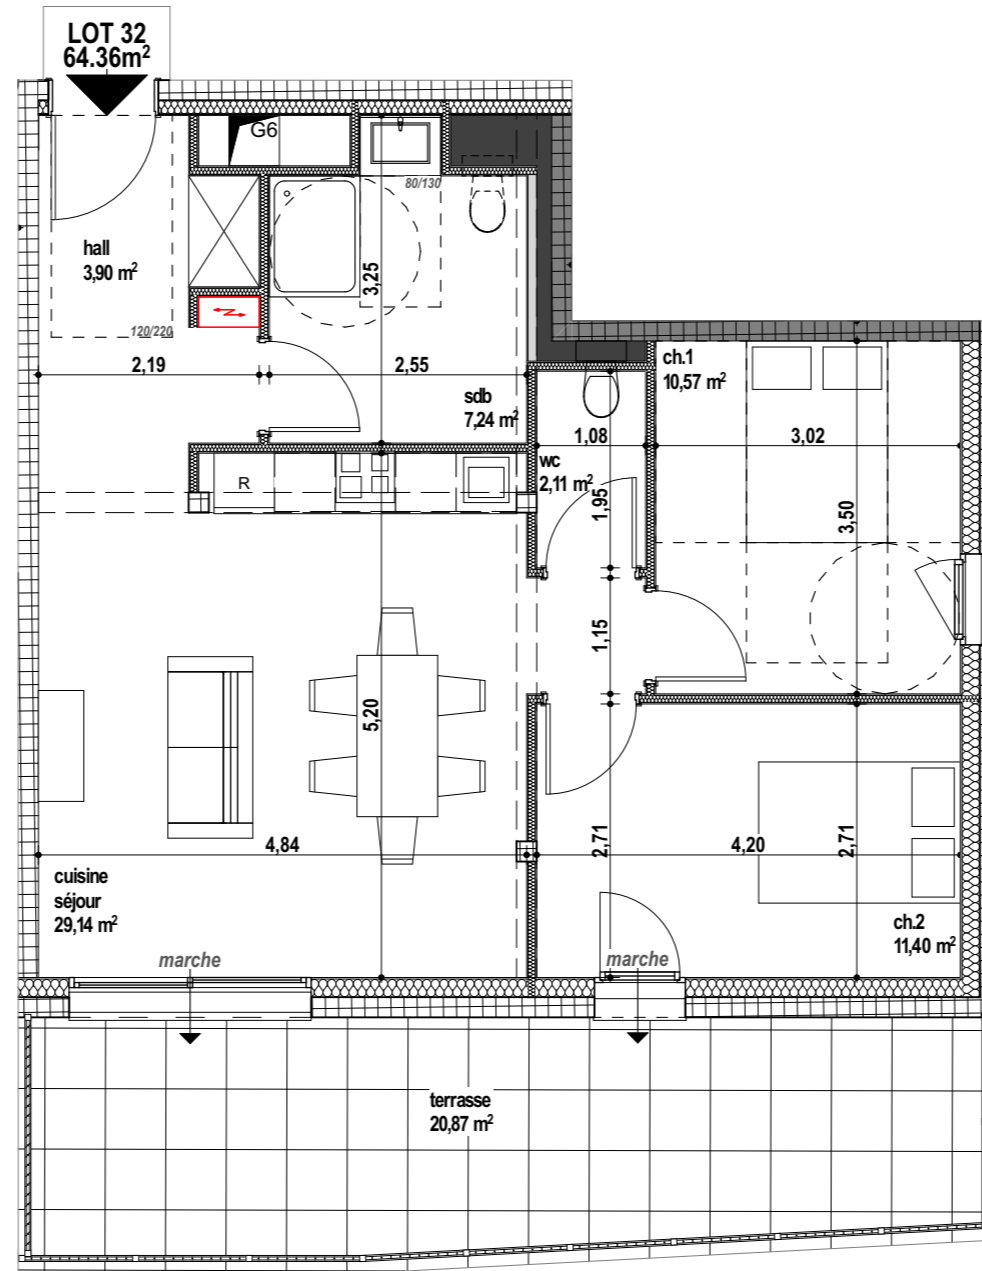 LOT 32
64.36m²
G6
80/130
hall
3,90 m²
3,25
120/220
2,19
2,55
sdb
7,24 m²
ch.1
10,57 m²
1,08
3,02
wc
2,11 m²
R
1,95
3,50
1,15
5,20
4,84
2,71
4,20
2,71
cuisine
séjour
29,14 m²
ch.2
11,40 m²
marche
marche
terrasse
20,87 m²